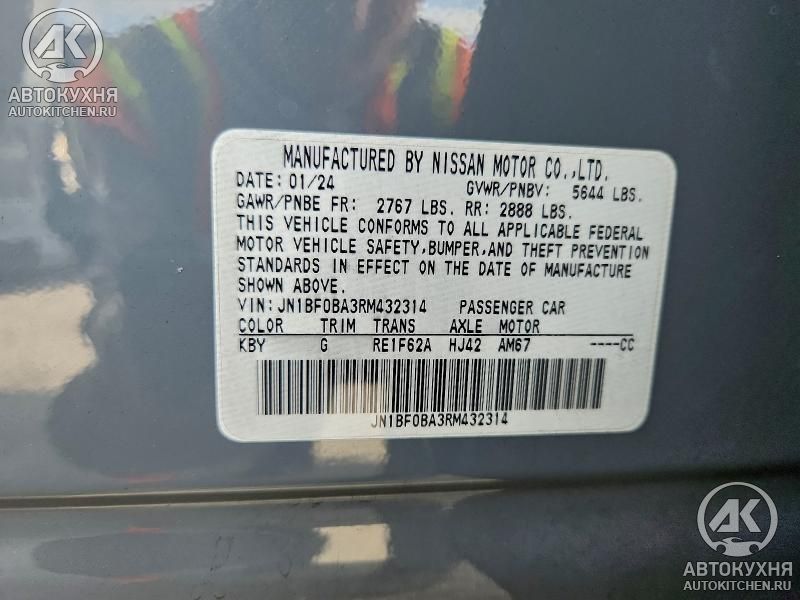 АК
АВТОКУХНЯ
AUTOKITCHEN.RU
MANUFACTURED BY NISSAN MOTOR CO.,LTD.
DATE: 01/24 GVWR/PNBV: 5644 LBS.
GAWR/PNBE FR: 2767 LBS. RR: 2888 LBS.
THIS VEHICLE CONFORMS TO ALL APPLICABLE FEDERAL
MOTOR VEHICLE SAFETY,BUMPER,AND THEFT PREVENTION
STANDARDS IN EFFECT ON THE DATE OF MANUFACTURE
SHOWN ABOVE.
VIN:JN1BF0BA3RM432314 PASSENGER CAR
COLOR TRIM TRANS AXLE MOTOR
KBY G RE1F62A HJ42 AM67 ----CC
JN1BF0BA3RM432314
АК
АВТОКУХНЯ
AUTOKITCHEN.RU